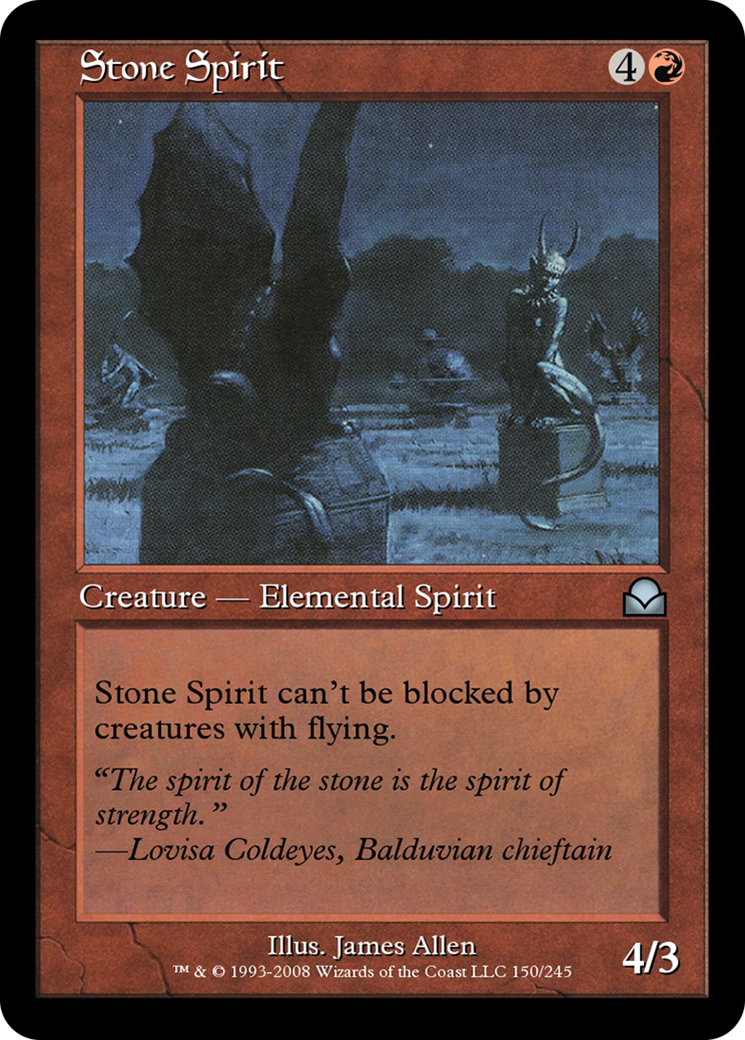 Stone Spirit 4
Creature — Elemental Spirit
Stone Spirit can't be blocked by
creatures with flying.
“The spirit of the stone is the spirit of
strength.”
—Lovisa Coldeyes, Balduvian chieftain
Illus. James Allen
™ & © 1993-2008 Wizards of the Coast LLC 150/245
4/3